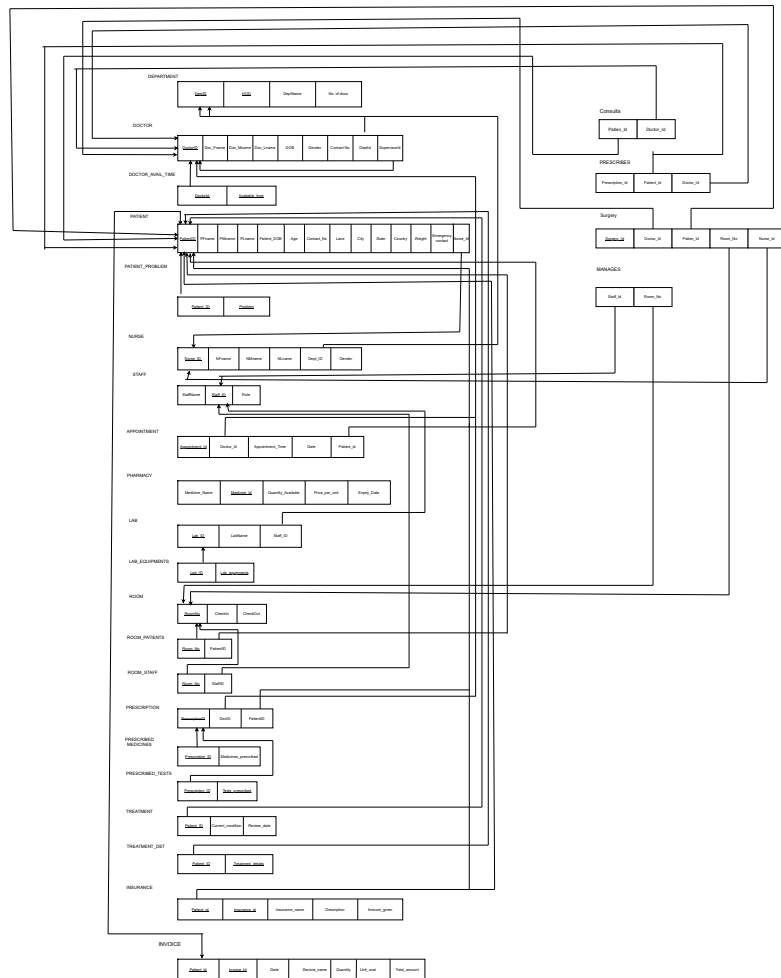 DEPARTMENT
DeptID HOD DeptName No. of docs
Consults
Patien_Id Doctor_Id
DOCTOR
DoctorID Doc_Fname Doc_Mname Doc_Lname DOB Gender Contact No DeptId SupervisorId
PRESCRIBES
Prescription_Id Patient_Id Doctor_Id
DOCTOR_AVAIL_TIME
DoctorId Available_time
PATIENT
PatientID PFname PMname PLname Patient_DOB Age Contact_No Lane City State Country Weight Emergency contact Nurse_Id
Surgery
Surgery_Id Doctor_Id Patien_Id Room_No Nurse_Id
PATIENT_PROBLEM
Patient_ID Problem
MANAGES
Staff_Id Room_No
NURSE
Nurse_ID NFname NMname NLname Dept_ID Gender
STAFF
StaffName Staff_ID Role
APPOINTMENT
Appointment_Id Doctor_Id Appointment_Time Date Patient_Id
PHARMACY
Medicine_Name Medicine_Id Quantity_Available Price_per_unit Expiry_Date
LAB
Lab_ID LabName Staff_ID
LAB_EQUIPMENTS
Lab_ID Lab_equipments
ROOM
RoomNo CheckIn CheckOut
ROOM_PATIENTS
Room_No PatientID
ROOM_STAFF
Room_No StaffID
PRESCRIPTION
PrescriptionID DocID PatientID
PRESCRIBED
MEDICINES
Prescription_ID Medicines_prescribed
PRESCRIBED_TESTS
Prescription_ID Tests_prescribed
TREATMENT
Patient_ID Current_condition Review_date
TREATMENT_DET
Patient_ID Treatment_details
INSURANCE
Patient_Id Insurance_Id Insurance_name Description Amount_given
INVOICE
Patient_Id Invoice_Id Date Service_name Quantity Unit_cost Total_amount